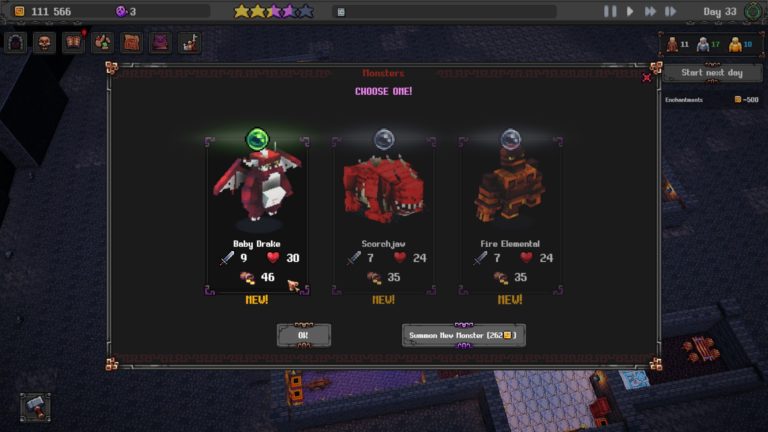 111 566
3
Day 33
11 17 10
Start next day
Enchantments -500
Monsters
CHOOSE ONE!
Baby Drake
9 30
46
NEW!
Scorchjaw
7 24
35
NEW!
Fire Elemental
7 24
35
NEW!
OK!
Summon New Monster (262)